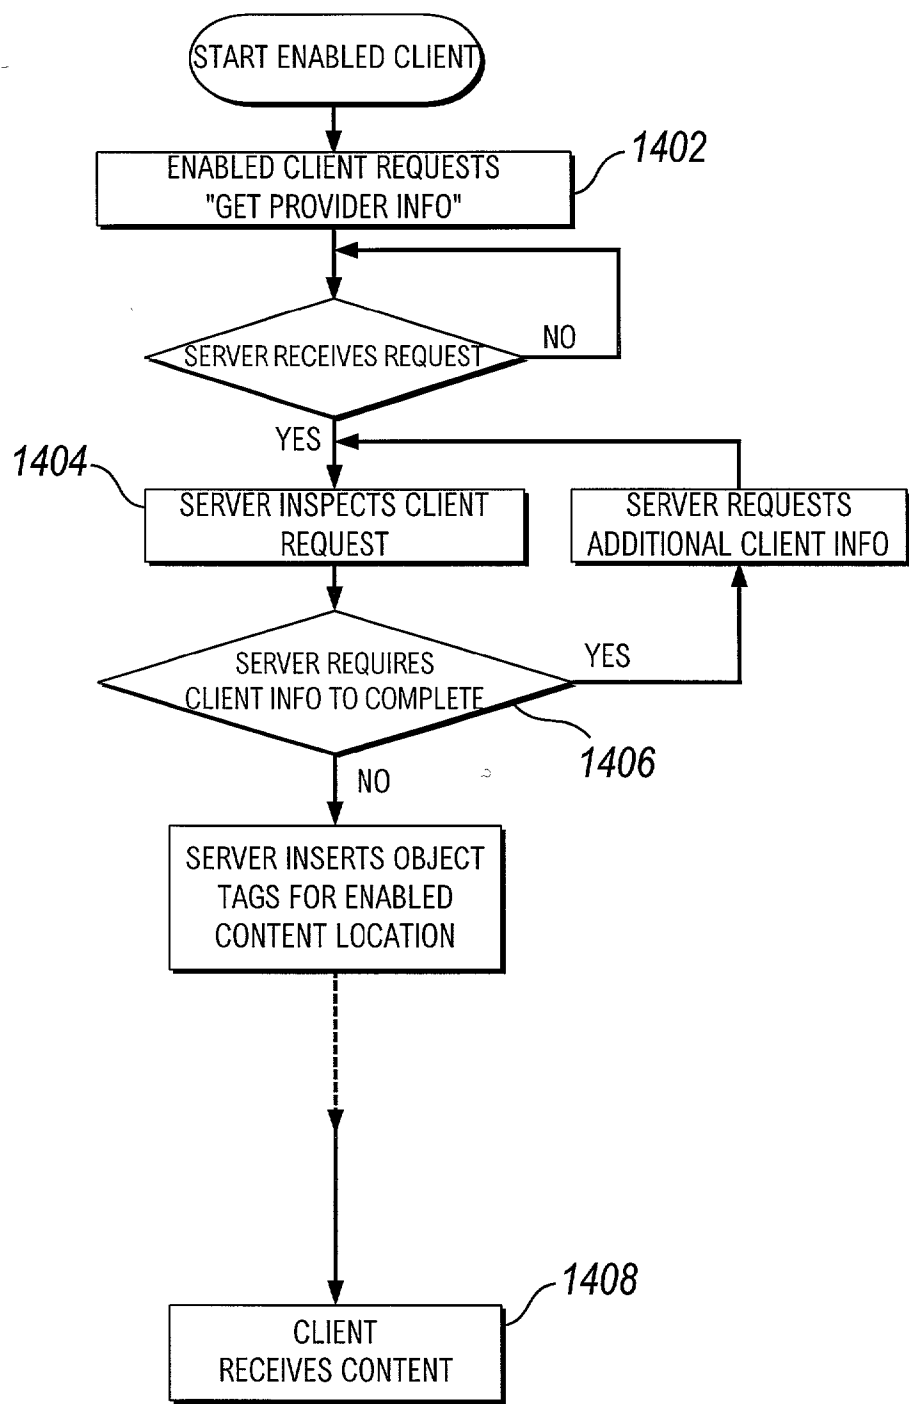 START ENABLED CLIENT
1402
ENABLED CLIENT REQUESTS
"GET PROVIDER INFO"
NO
SERVER RECEIVES REQUEST
YES
1404
SERVER INSPECTS CLIENT
REQUEST
SERVER REQUESTS
ADDITIONAL CLIENT INFO
YES
SERVER REQUIRES
CLIENT INFO TO COMPLETE
1406
NO
SERVER INSERTS OBJECT
TAGS FOR ENABLED
CONTENT LOCATION
1408
CLIENT
RECEIVES CONTENT